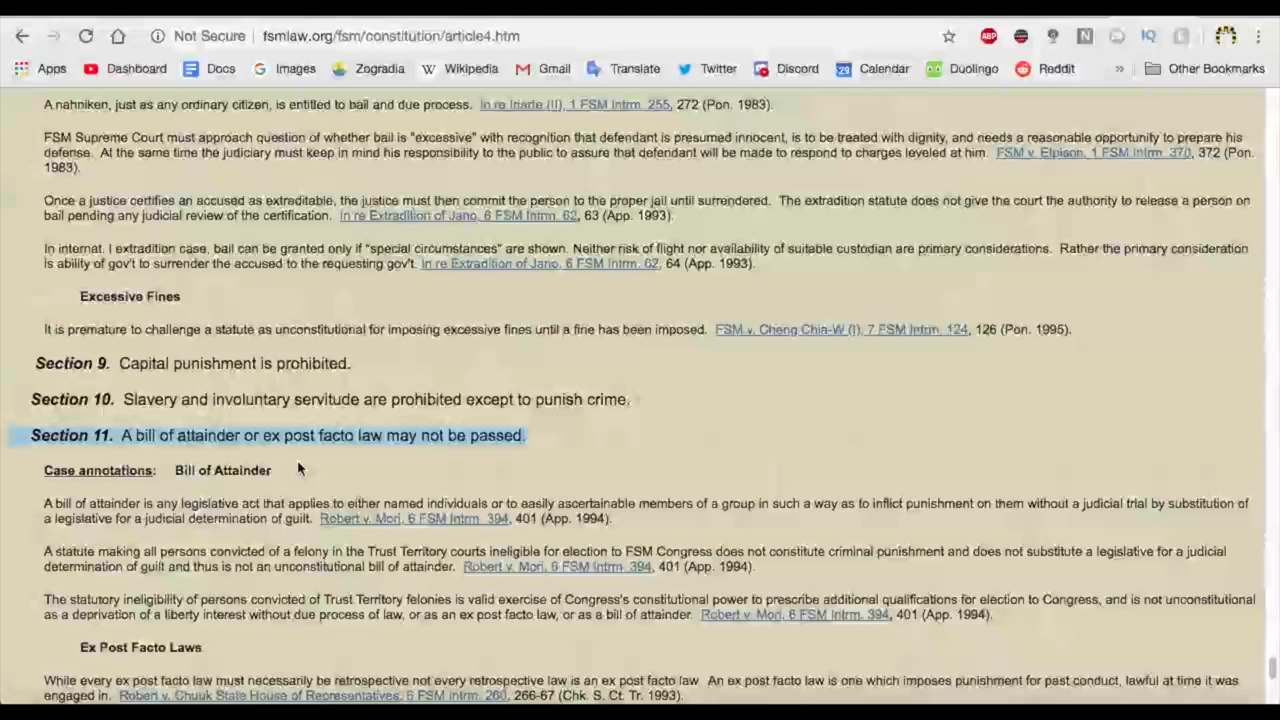 Not Secure fsmlaw.org/fsm/constitution/article4.htm ABP N IQ
Apps Dashboard Docs Images Zogradia W Wikipedia Gmail Translate Twitter Discord 29 Calendar Duolingo Reddit » Other Bookmarks
A nahniken, just as any ordinary citizen, is entitled to bail and due process. In re Iriarte (II), 1 FSM Intrm. 255, 272 (Pon. 1983).
FSM Supreme Court must approach question of whether bail is "excessive" with recognition that defendant is presumed innocent, is to be treated with dignity, and needs a reasonable opportunity to prepare his
defense. At the same time the judiciary must keep in mind his responsibility to the public to assure that defendant will be made to respond to charges leveled at him. FSM v. Etpison, 1 FSM Intrm. 370, 372 (Pon.
1983).
Once a justice certifies an accused as extraditable, the justice must then commit the person to the proper jail until surrendered. The extradition statute does not give the court the authority to release a person on
bail pending any judicial review of the certification. In re Extradition of Jano, 6 FSM Intrm. 62, 63 (App. 1993).
In internat. l extradition case, bail can be granted only if "special circumstances" are shown. Neither risk of flight nor availability of suitable custodian are primary considerations. Rather the primary consideration
is ability of gov't to surrender the accused to the requesting gov't. In re Extradition of Jano, 6 FSM Intrm. 62, 64 (App. 1993).
Excessive Fines
It is premature to challenge a statute as unconstitutional for imposing excessive fines until a fine has been imposed. FSM v. Cheng Chia-W (I), 7 FSM Intrm. 124, 126 (Pon. 1995).
Section 9. Capital punishment is prohibited.
Section 10. Slavery and involuntary servitude are prohibited except to punish crime.
Section 11. A bill of attainder or ex post facto law may not be passed.
Case annotations: Bill of Attainder
A bill of attainder is any legislative act that applies to either named individuals or to easily ascertainable members of a group in such a way as to inflict punishment on them without a judicial trial by substitution of
a legislative for a judicial determination of guilt. Robert v. Mori, 6 FSM Intrm. 394, 401 (App. 1994).
A statute making all persons convicted of a felony in the Trust Territory courts ineligible for election to FSM Congress does not constitute criminal punishment and does not substitute a legislative for a judicial
determination of guilt and thus is not an unconstitutional bill of attainder. Robert v. Mori, 6 FSM Intrm. 394, 401 (App. 1994).
The statutory ineligibility of persons convicted of Trust Territory felonies is valid exercise of Congress's constitutional power to prescribe additional qualifications for election to Congress, and is not unconstitutional
as a deprivation of a liberty interest without due process of law, or as an ex post facto law, or as a bill of attainder. Robert v. Mori, 6 FSM Intrm. 394, 401 (App. 1994).
Ex Post Facto Laws
While every ex post facto law must necessarily be retrospective not every retrospective law is an ex post facto law An ex post facto law is one which imposes punishment for past conduct, lawful at time it was
engaged in. Robert v. Chuuk State House of Representatives, 6 FSM Intrm. 260, 266-67 (Chk. S. Ct. Tr. 1993).